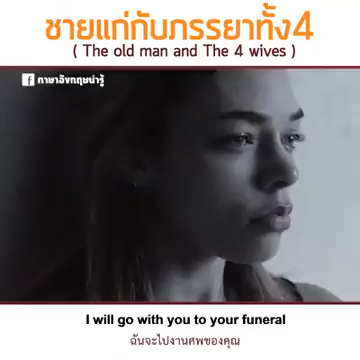 ชายแก่กับภรรยาทั้ง4
( The old man and The 4 wives )
ภาษาอังกฤษน่ารู้
I will go with you to your funeral
ฉันจะไปงานศพของคุณ